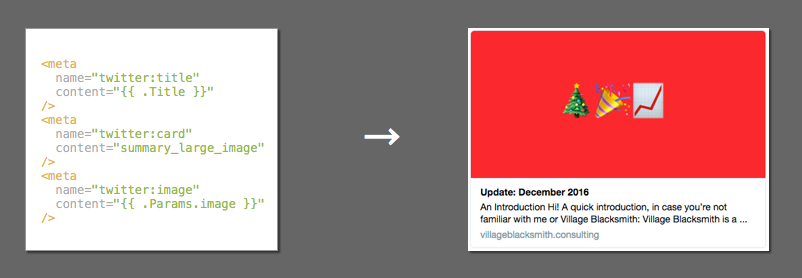 <meta
name="twitter:title"
content="{{ .Title }}"
/>
<meta
name="twitter:card"
content="summary_large_image"
/>
<meta
name="twitter:image"
content="{{ .Params.image }}"
/>
→
Update: December 2016
An Introduction Hi! A quick introduction, in case you're not
familiar with me or Village Blacksmith: Village Blacksmith is a ...
villageblacksmith.consulting